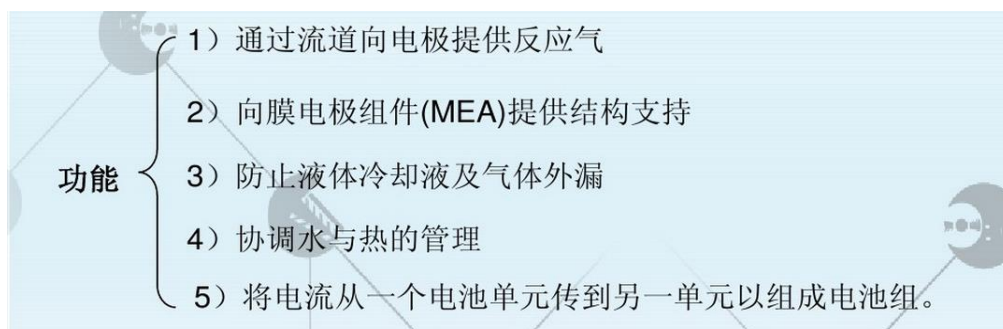 1）通过流道向电极提供反应气
2）向膜电极组件(MEA)提供结构支持
功能
3）防止液体冷却液及气体外漏
4）协调水与热的管理
5）将电流从一个电池单元传到另一单元以组成电池组。